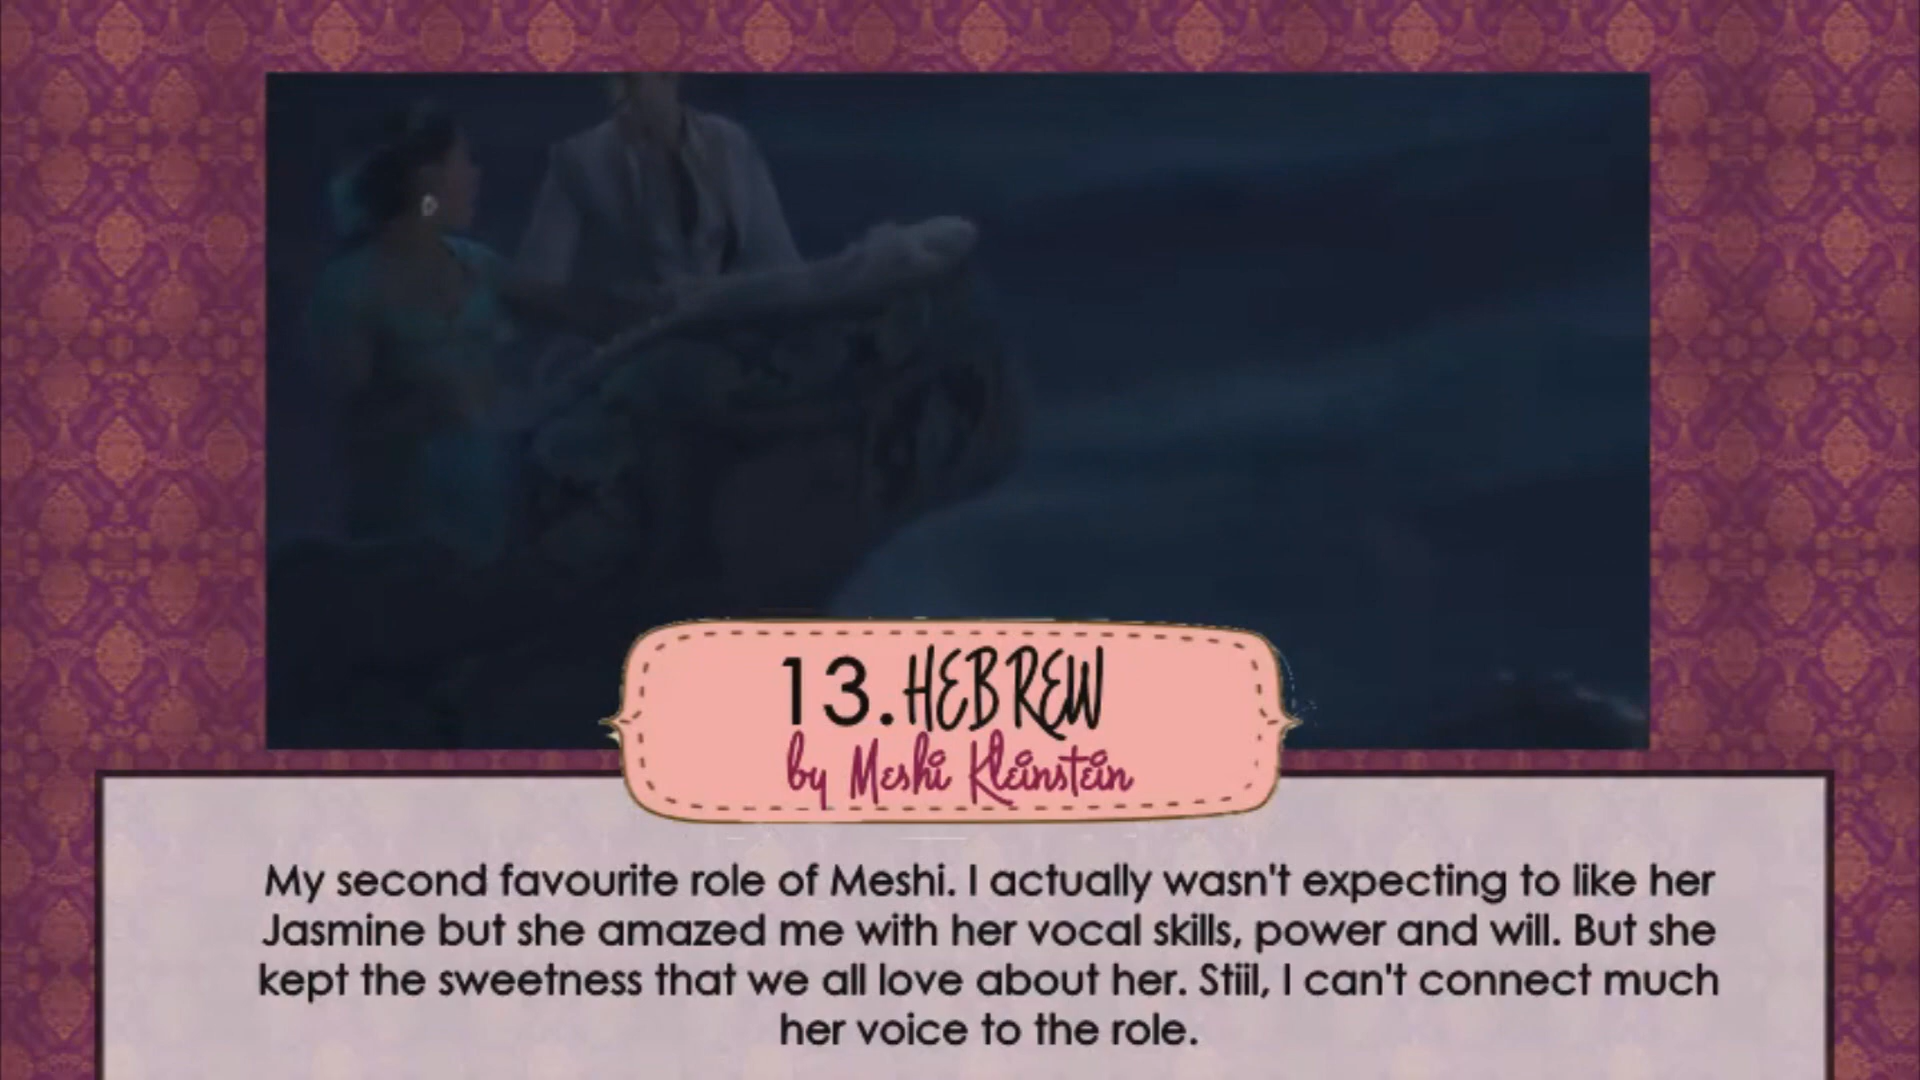 13. HEBREW
by Meshi Kleinstein
My second favourite role of Meshi. I actually wasn't expecting to like her
Jasmine but she amazed me with her vocal skills, power and will. But she
kept the sweetness that we all love about her. Stiil, I can't connect much
her voice to the role.